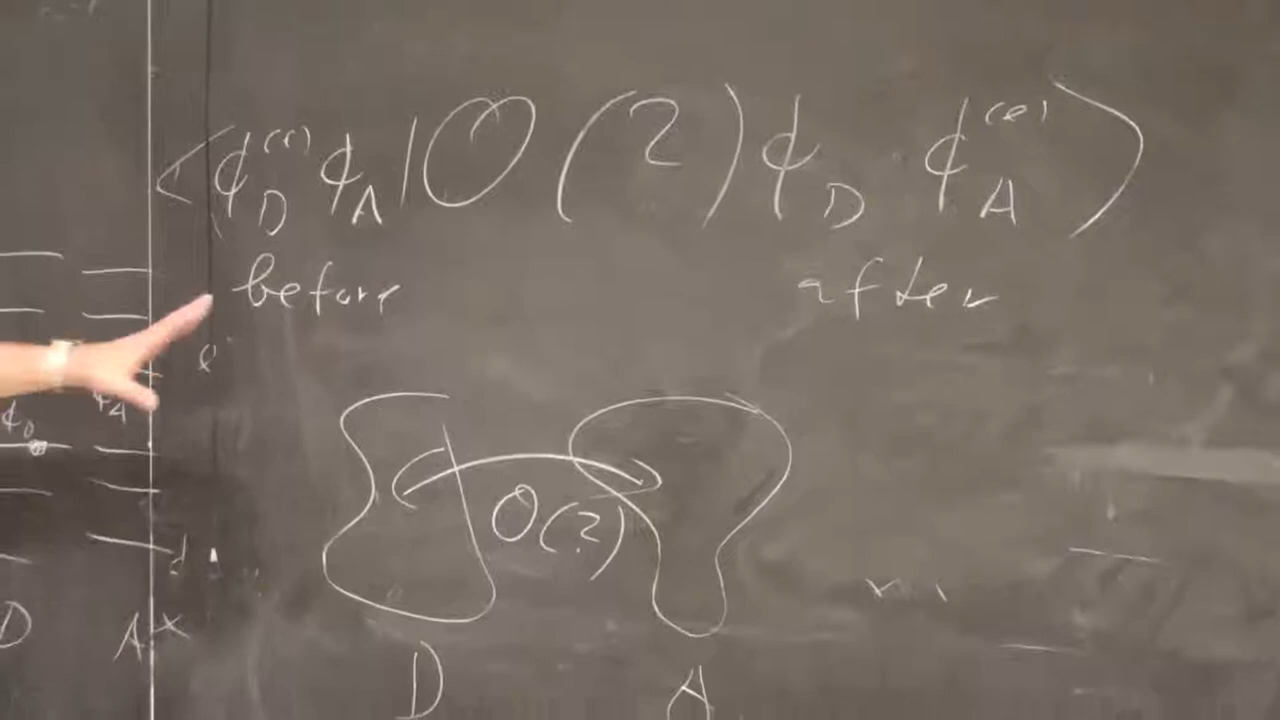 <ϕ_D^(e) ϕ_A | O (?) ϕ_D ϕ_A^(e)>
before after
e
ϕ_D ϕ_A
O(?)
D A*
D A